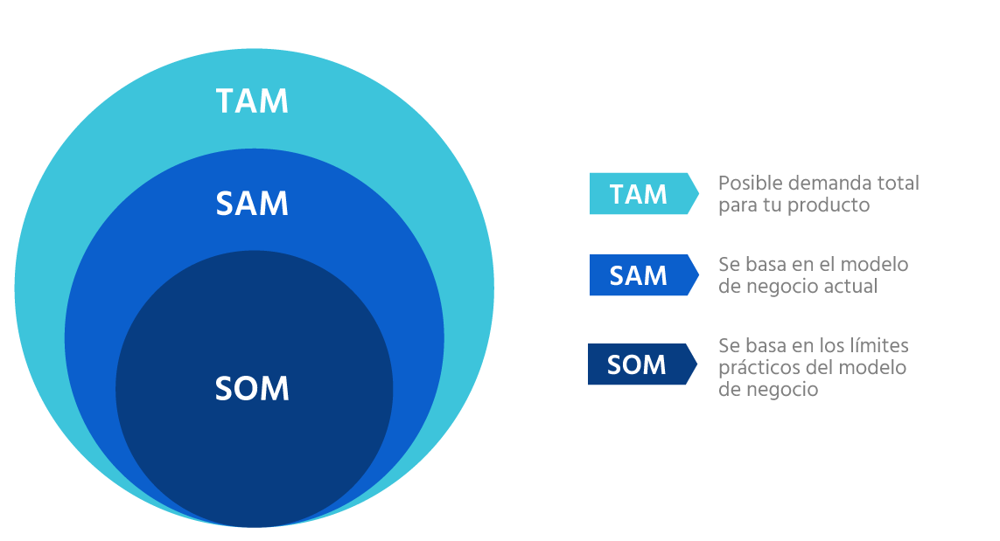 TAM
SAM
SOM
TAM
Posible demanda total
para tu producto
SAM
Se basa en el modelo
de negocio actual
SOM
Se basa en los límites
prácticos del modelo
de negocio